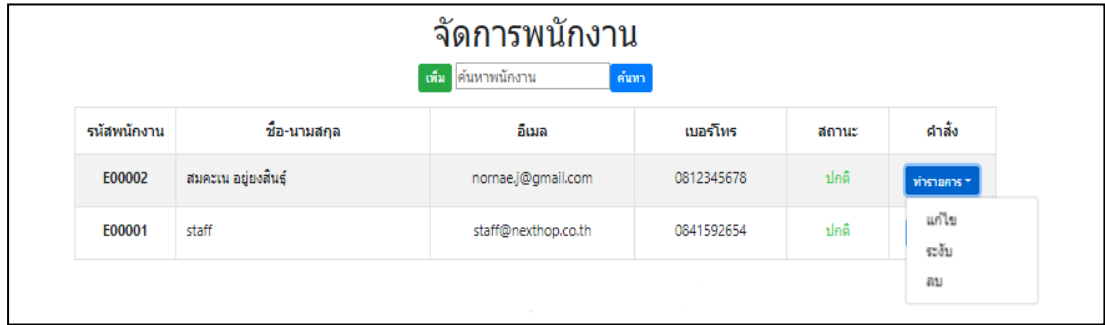 จัดการพนักงาน
เพิ่ม ค้นหาพนักงาน ค้นหา
รหัสพนักงาน ชื่อ-นามสกุล อีเมล เบอร์โทร สถานะ คำสั่ง
E00002 สมคะเน อยู่ยงสินธุ์ nornae.j@gmail.com 0812345678 ปกติ ทำรายการ
E00001 staff staff@nexthop.co.th 0841592654 ปกติ
แก้ไข
ระงับ
ลบ